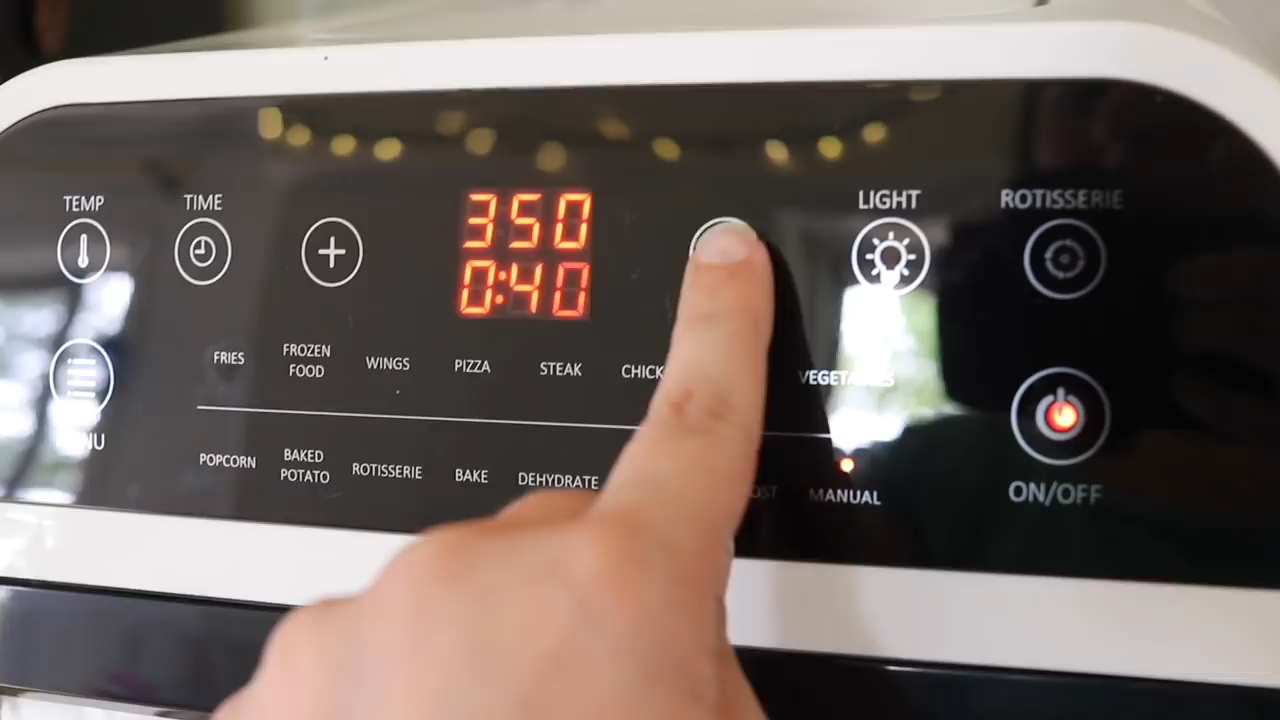 TEMP
TIME
350
0:40
LIGHT
ROTISSERIE
FRIES
FROZEN
FOOD
WINGS
PIZZA
STEAK
CHICK
VEGETABLES
POPCORN
BAKED
POTATO
ROTISSERIE
BAKE
DEHYDRATE
MANUAL
ON/OFF